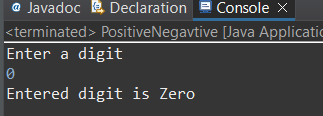 Javadoc Declaration Console
<terminated> PositiveNegavtive [Java Applicatio
Enter a digit
0
Entered digit is Zero